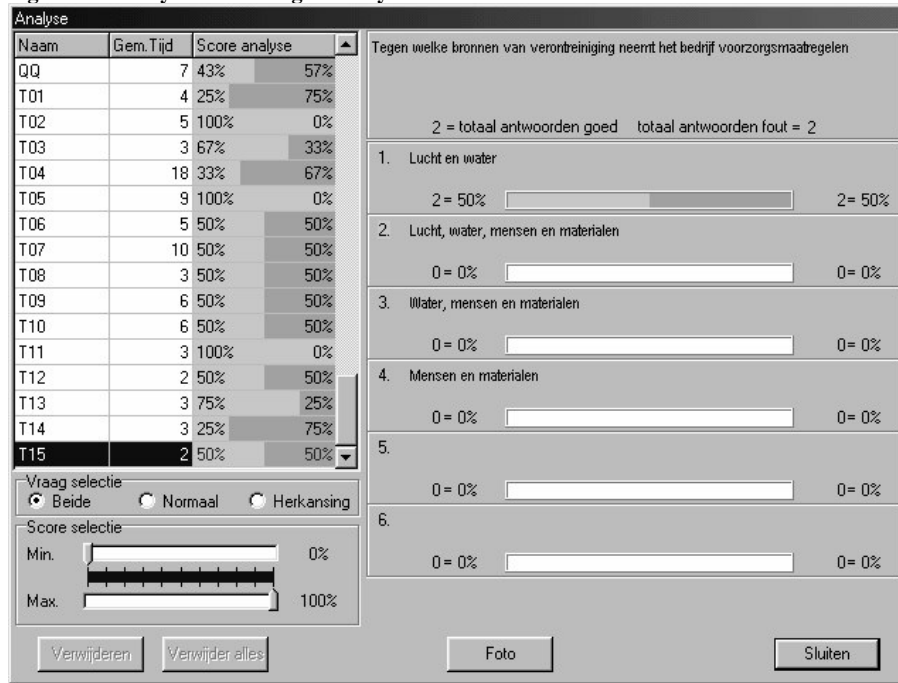 Analyse
Naam Gem.Tijd Score analyse
QQ 7 43% 57%
T01 4 25% 75%
T02 5 100% 0%
T03 3 67% 33%
T04 18 33% 67%
T05 9 100% 0%
T06 5 50% 50%
T07 10 50% 50%
T08 3 50% 50%
T09 6 50% 50%
T10 6 50% 50%
T11 3 100% 0%
T12 2 50% 50%
T13 3 75% 25%
T14 3 25% 75%
T15 2 50% 50%
Vraag selectie
Beide Normaal Herkansing
Score selectie
Min. 0%
Max. 100%
Verwijderen Verwijder alles
Tegen welke bronnen van verontreiniging neemt het bedrijf voorzorgsmaatregelen
2 = totaal antwoorden goed totaal antwoorden fout = 2
1. Lucht en water
2= 50% 2= 50%
2. Lucht, water, mensen en materialen
0= 0% 0= 0%
3. Water, mensen en materialen
0= 0% 0= 0%
4. Mensen en materialen
0= 0% 0= 0%
5.
0= 0% 0= 0%
6.
0= 0% 0= 0%
Foto Sluiten